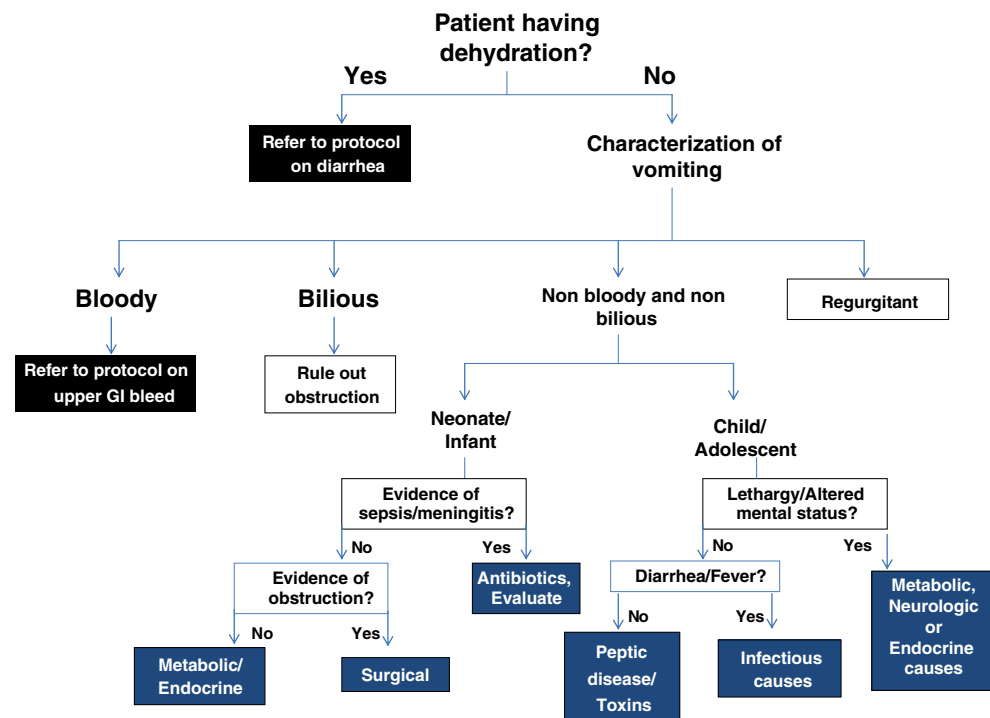 Patient having
dehydration?
Yes
No
Refer to protocol
on diarrhea
Characterization of
vomiting
Bloody
Bilious
Non bloody and non
bilious
Regurgitant
Refer to protocol on
upper GI bleed
Rule out
obstruction
Neonate/
Infant
Child/
Adolescent
Evidence of
sepsis/meningitis?
Lethargy/Altered
mental status?
No
Yes
No
Yes
Evidence of
obstruction?
Antibiotics,
Evaluate
Diarrhea/Fever?
Metabolic,
Neurologic
or
Endocrine
causes
No
Yes
No
Yes
Metabolic/
Endocrine
Surgical
Peptic
disease/
Toxins
Infectious
causes